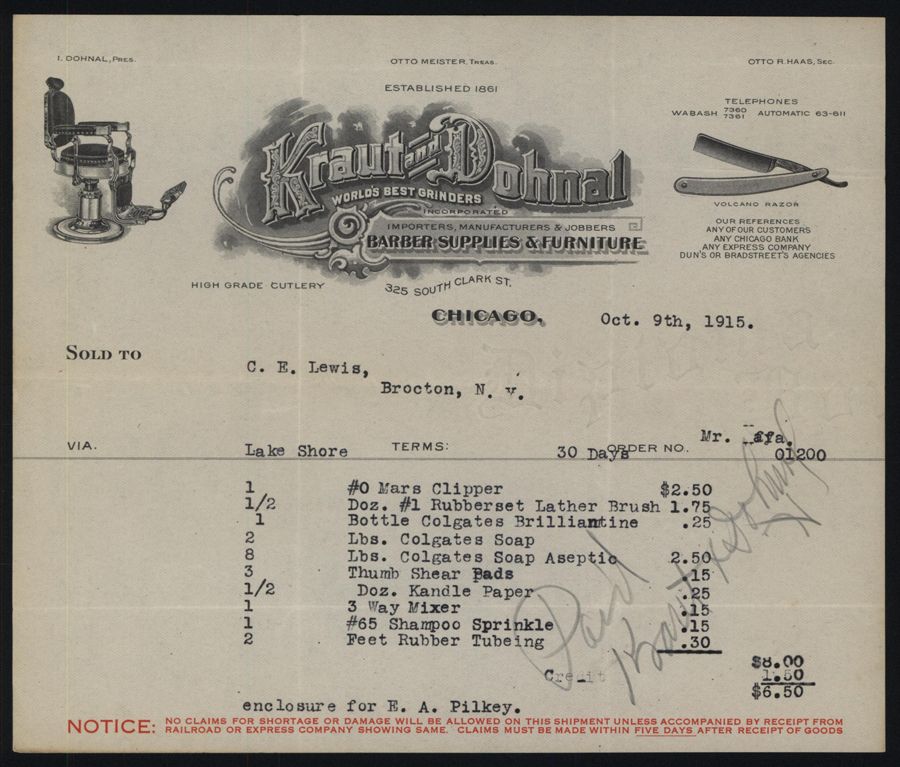 I. DOHNAL, PRES.
OTTO MEISTER, TREAS.
OTTO R. HAAS, SEC.
ESTABLISHED 1861
TELEPHONES
WABASH 7360 7361 AUTOMATIC 63-611
Kraut and Dohnal
WORLD'S BEST GRINDERS
INCORPORATED
IMPORTERS, MANUFACTURERS & JOBBERS
BARBER SUPPLIES & FURNITURE
VOLCANO RAZOR
OUR REFERENCES
ANY OF OUR CUSTOMERS
ANY CHICAGO BANK
ANY EXPRESS COMPANY
DUN'S OR BRADSTREET'S AGENCIES
HIGH GRADE CUTLERY
325 SOUTH CLARK ST.
CHICAGO, Oct. 9th, 1915.
SOLD TO
C. E. Lewis,
Brocton, N. Y.
Mr.
VIA. Lake Shore TERMS: 30 Days ORDER NO. 01200
1 #0 Mars Clipper $2.50
1/2 Doz. #1 Rubberset Lather Brush 1.75
1 Bottle Colgates Brilliantine .25
2 Lbs. Colgates Soap
8 Lbs. Colgates Soap Aseptic 2.50
3 Thumb Shear Pads .15
1/2 Doz. Kandle Paper .25
1 3 Way Mixer .15
1 #65 Shampoo Sprinkle .15
2 Feet Rubber Tubeing .30
$8.00
Credit 1.50
$6.50
Paid
Kraut & Dohnal
enclosure for E. A. Pilkey.
NOTICE: NO CLAIMS FOR SHORTAGE OR DAMAGE WILL BE ALLOWED ON THIS SHIPMENT UNLESS ACCOMPANIED BY RECEIPT FROM
RAILROAD OR EXPRESS COMPANY SHOWING SAME. CLAIMS MUST BE MADE WITHIN FIVE DAYS AFTER RECEIPT OF GOODS